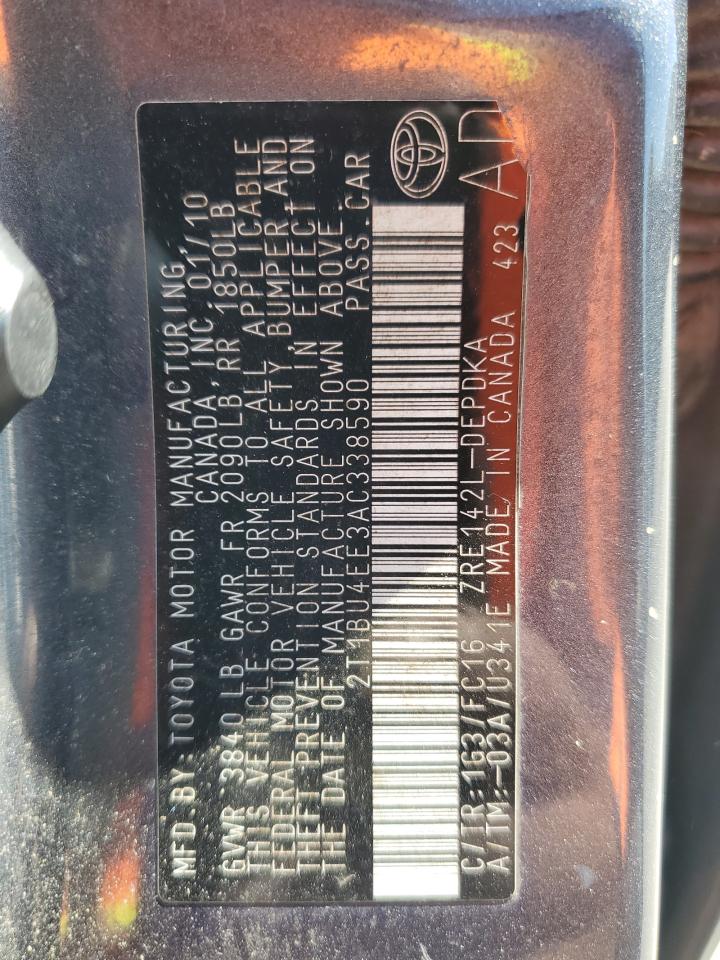 MFD. BY: TOYOTA MOTOR MANUFACTURING,
CANADA, INC 01/10
GVWR 3840 LB GAWR FR 2090LB, RR 1850LB
THIS VEHICLE CONFORMS TO ALL APPLICABLE
FEDERAL MOTOR VEHICLE SAFETY, BUMPER AND
THEFT PREVENTION STANDARDS IN EFFECT ON
THE DATE OF MANUFACTURE SHOWN ABOVE
2T1BU4EE3AC338590 PASS. CAR
C/TR:1G3/FC16 ZRE142L-DEPDKA
A/TM:-03A/U341E MADE IN CANADA 423